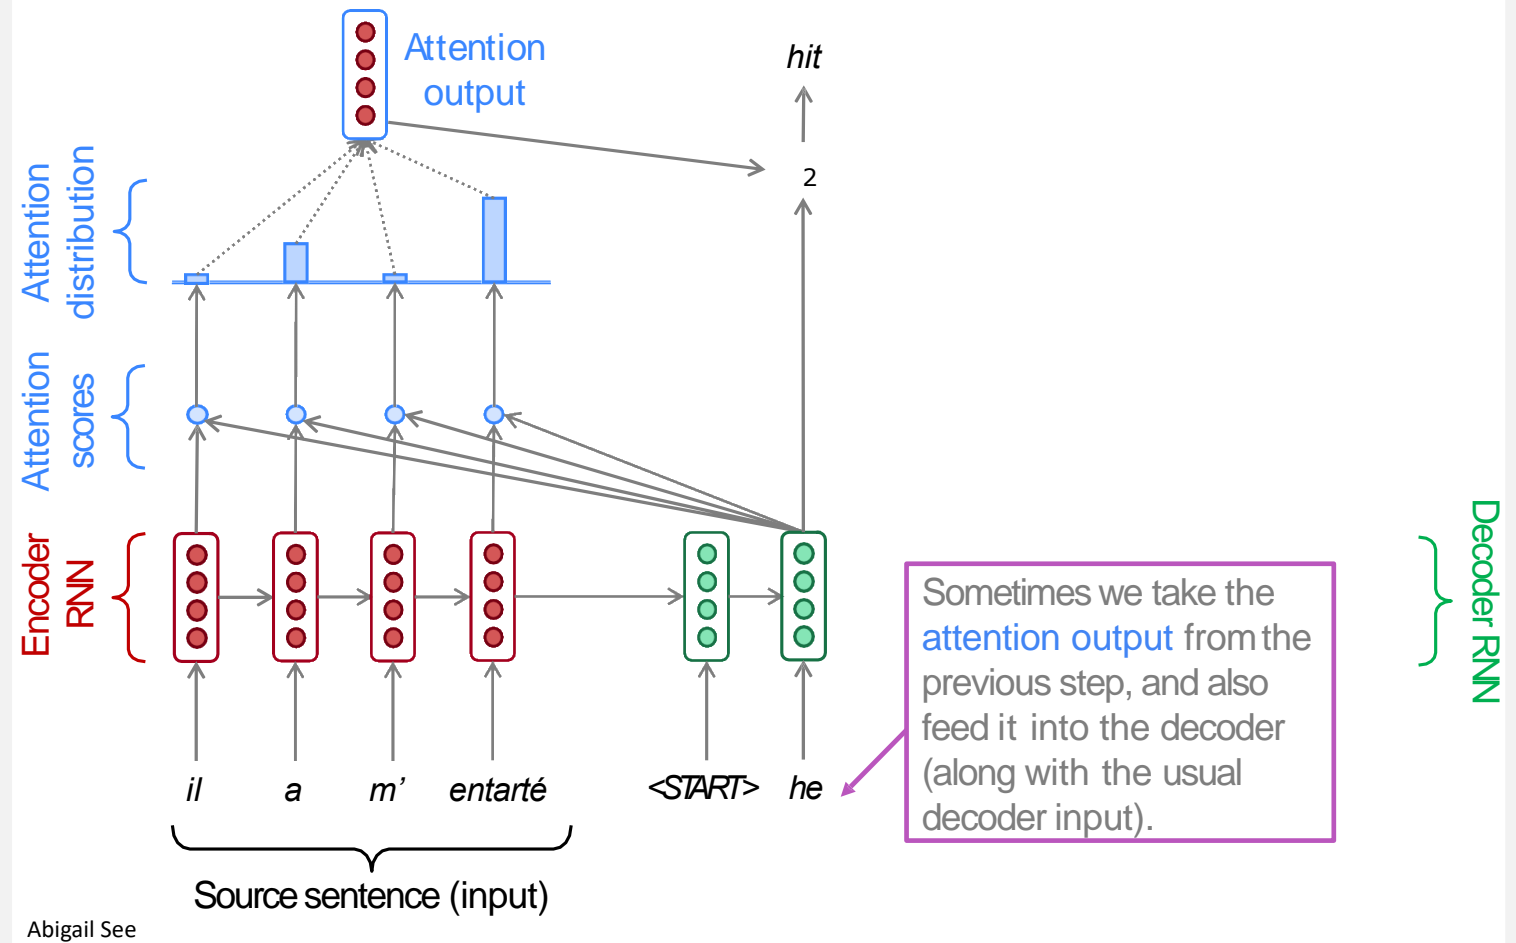 Attention
output
hit
2
Attention
distribution
Attention
scores
Encoder
RNN
Decoder RNN
Sometimes we take the
attention output from the
previous step, and also
feed it into the decoder
(along with the usual
decoder input).
il a m’ entarté <START> he
Source sentence (input)
Abigail See